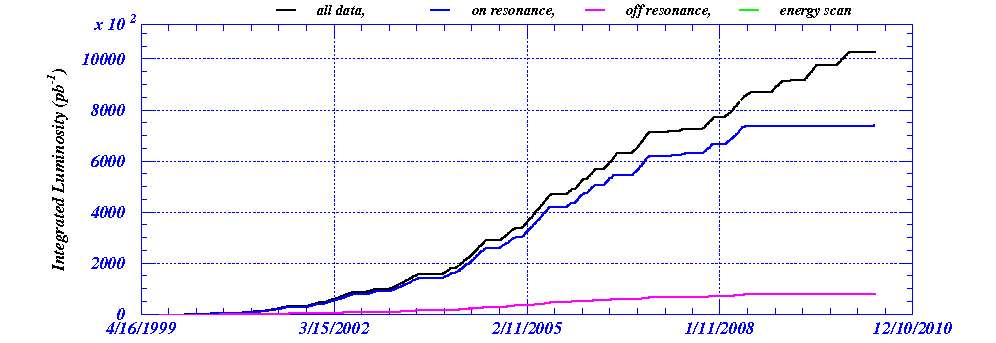 all data, on resonance, off resonance, energy scan
x 10 2
10000
8000
6000
4000
2000
0
Integrated Luminosity (pb-1)
4/16/1999 3/15/2002 2/11/2005 1/11/2008 12/10/2010